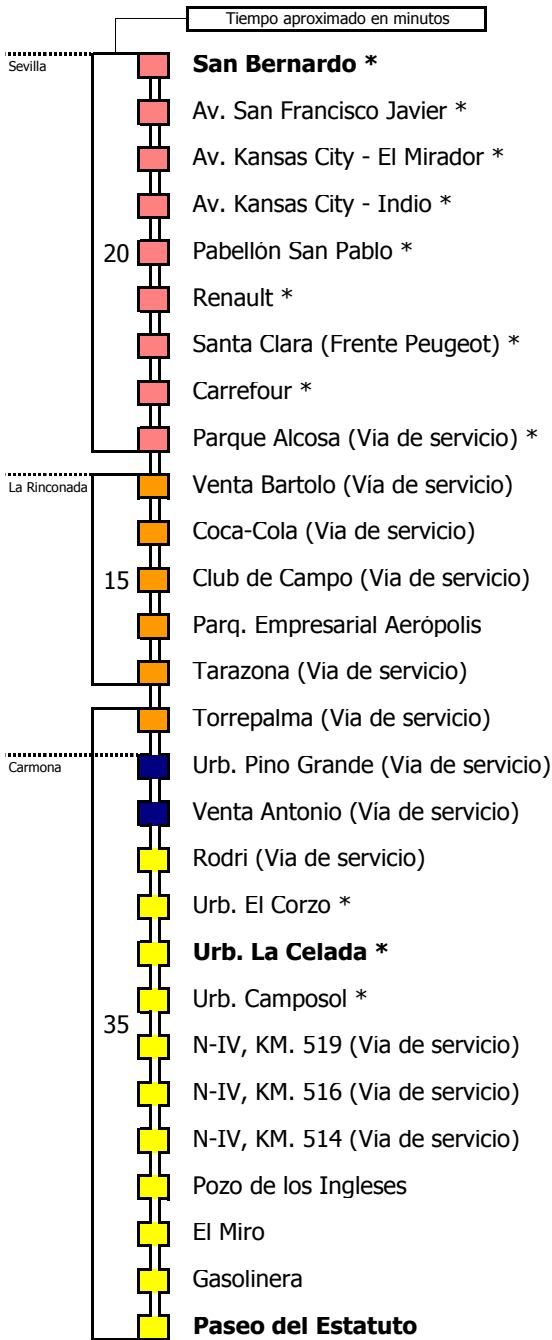 Tiempo aproximado en minutos
Sevilla
San Bernardo *
Av. San Francisco Javier *
Av. Kansas City - El Mirador *
Av. Kansas City - Indio *
20
Pabellón San Pablo *
Renault *
Santa Clara (Frente Peugeot) *
Carrefour *
Parque Alcosa (Via de servicio) *
La Rinconada
Venta Bartolo (Via de servicio)
Coca-Cola (Via de servicio)
15
Club de Campo (Via de servicio)
Parq. Empresarial Aerópolis
Tarazona (Via de servicio)
Torrepalma (Via de servicio)
Carmona
Urb. Pino Grande (Via de servicio)
Venta Antonio (Via de servicio)
Rodri (Via de servicio)
Urb. El Corzo *
Urb. La Celada *
Urb. Camposol *
35
N-IV, KM. 519 (Via de servicio)
N-IV, KM. 516 (Via de servicio)
N-IV, KM. 514 (Via de servicio)
Pozo de los Ingleses
El Miro
Gasolinera
Paseo del Estatuto